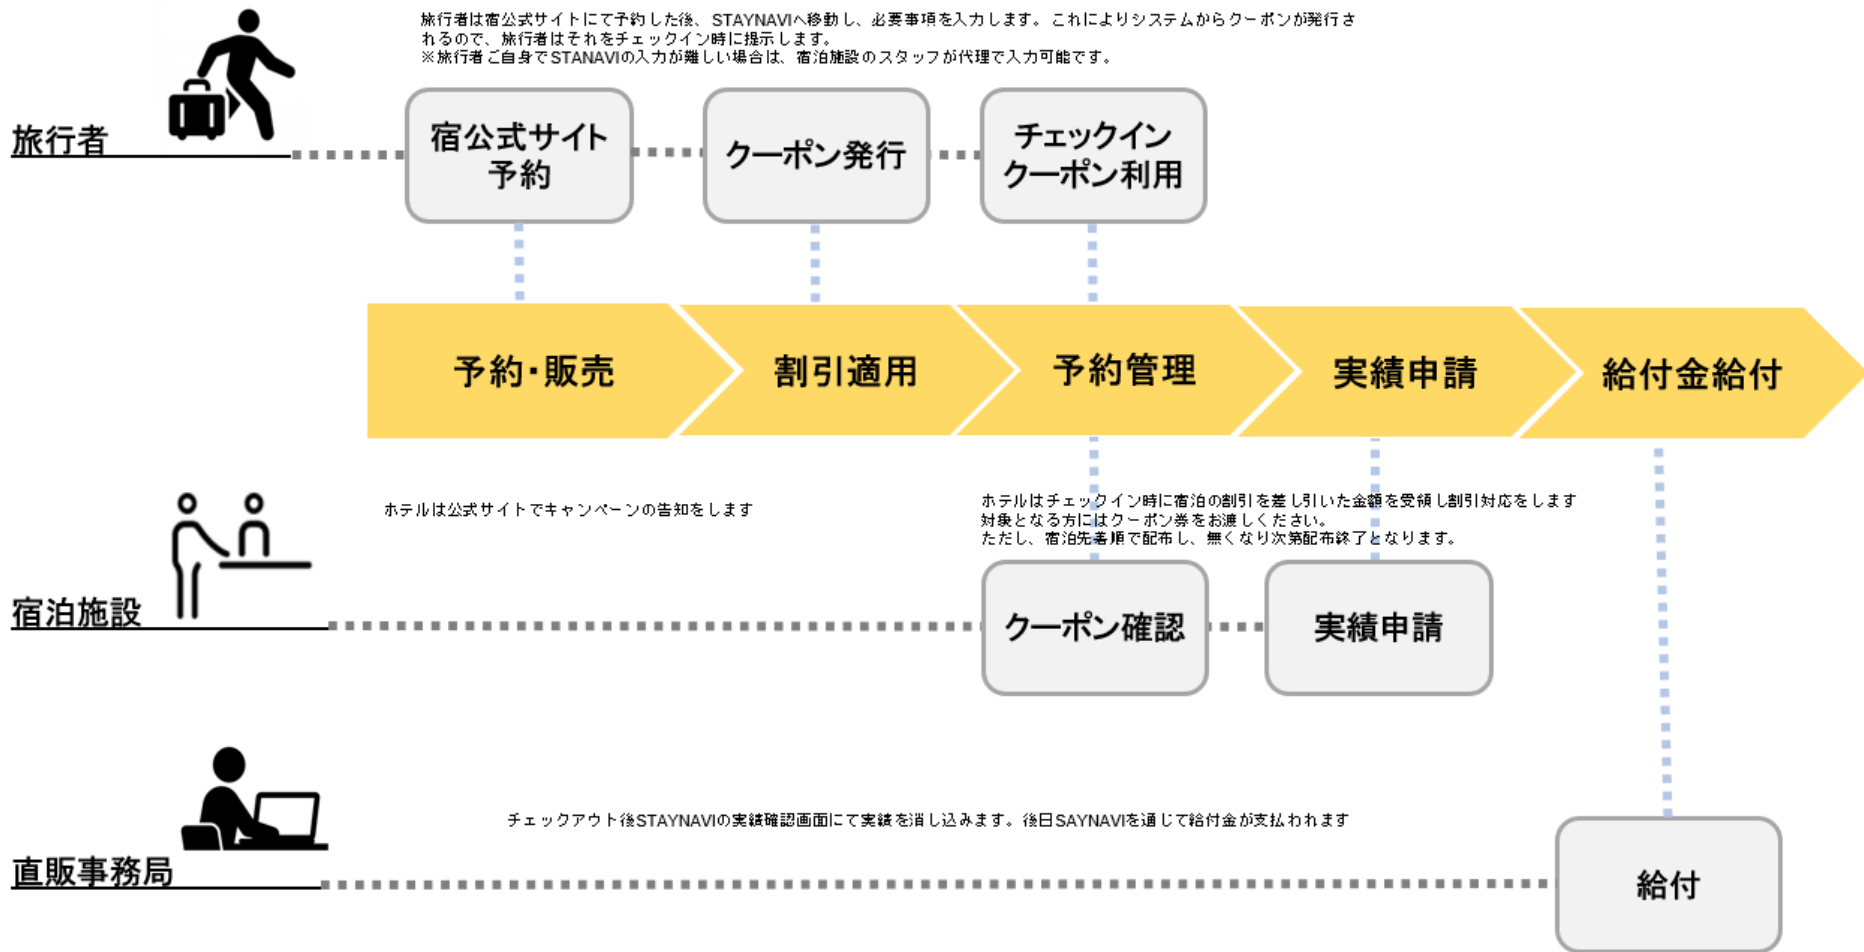 旅行者は宿公式サイトにて予約した後、STAYNAVIへ移動し、必要事項を入力します。これによりシステムからクーポンが発行さ
れるので、旅行者はそれをチェックイン時に提示します。
※旅行者ご自身でSTANAVIの入力が難しい場合は、宿泊施設のスタッフが代理で入力可能です。
旅行者
宿公式サイト
予約
クーポン発行
チェックイン
クーポン利用
予約・販売
割引適用
予約管理
実績申請
給付金給付
ホテルは公式サイトでキャンペーンの告知をします
ホテルはチェックイン時に宿泊の割引を差し引いた金額を受領し割引対応をします
対象となる方にはクーポン券をお渡しください。
ただし、宿泊先着順で配布し、無くなり次第配布終了となります。
宿泊施設
クーポン確認
実績申請
チェックアウト後STAYNAVIの実績確認画面にて実績を消し込みます。後日SAYNAVIを通じて給付金が支払われます
直販事務局
給付